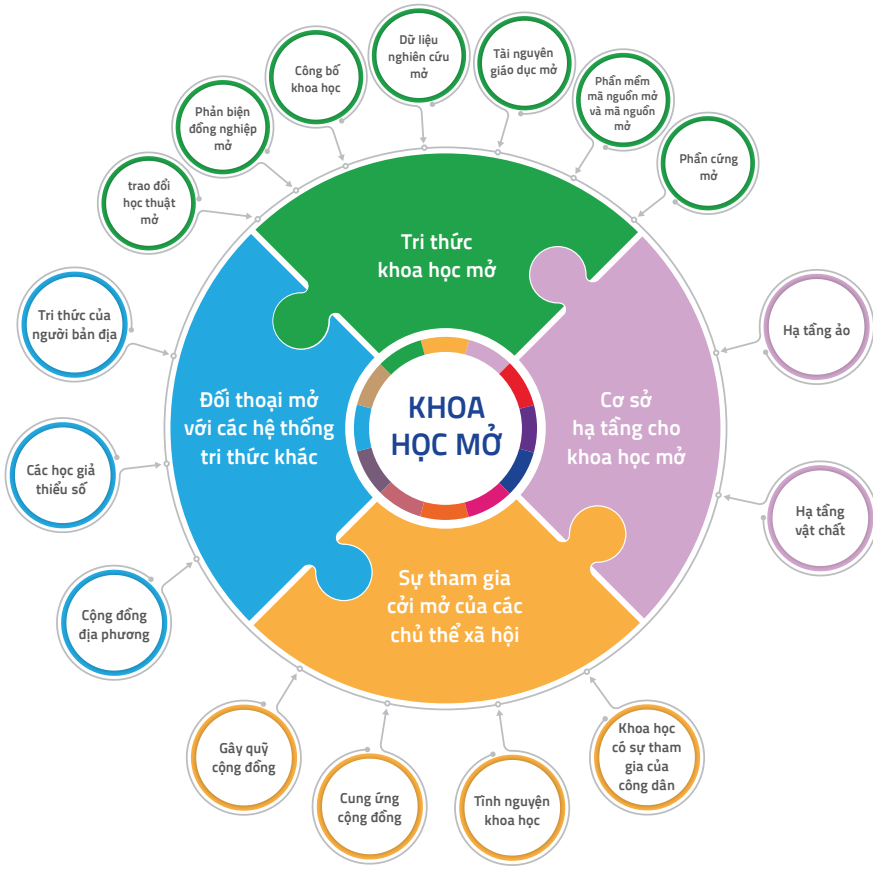 Dữ liệu
nghiên cứu
mở
Tài nguyên
giáo dục mở
Công bố
khoa học
Phần mềm
mã nguồn mở
và mã nguồn
mở
Phản biện
đồng nghiệp
mở
Phần cứng
mở
trao đổi
học thuật
mở
Tri thức
khoa học mở
Tri thức của
người bản địa
Hạ tầng ảo
Đối thoại mở
với các hệ thống
tri thức khác
KHOA
HỌC MỞ
Cơ sở
hạ tầng cho
khoa học mở
Các học giả
thiểu số
Hạ tầng
vật chất
Sự tham gia
cởi mở của các
chủ thể xã hội
Cộng đồng
địa phương
Gây quỹ
cộng đồng
Cung ứng
cộng đồng
Tình nguyện
khoa học
Khoa học
có sự tham
gia của
công dân